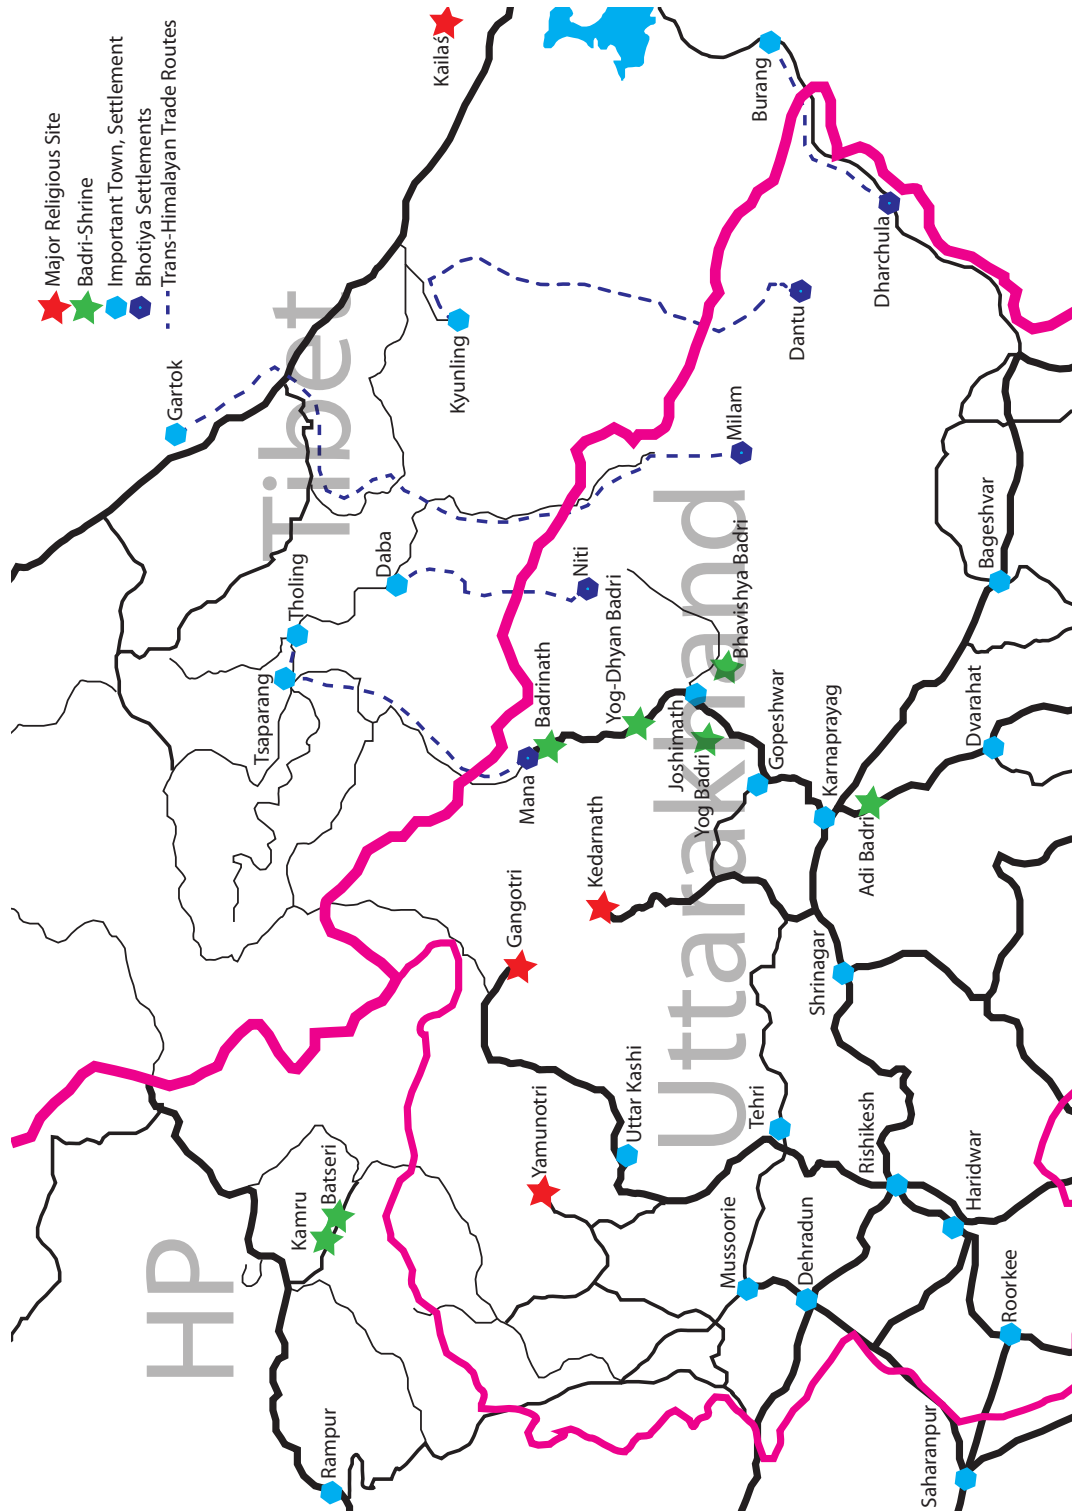 Major Religious Site
Badri-Shrine
Important Town, Settlement
Bhotiya Settlements
Trans-Himalayan Trade Routes
HP
Tibet
Uttarakhand
Kailaś
Burang
Gartok
Kyunling
Dharchula
Dantu
Milam
Tholing
Daba
Niti
Tsaparang
Mana
Badrinath
Yog-Dhyan Badri
Bhavishya Badri
Joshimath
Yog Badri
Gopeshwar
Karnaprayag
Adi Badri
Dvarahat
Bageshvar
Kedarnath
Gangotri
Shrinagar
Yamunotri
Uttar Kashi
Tehri
Rishikesh
Haridwar
Mussoorie
Dehradun
Roorkee
Saharanpur
Kamru
Batseri
Rampur